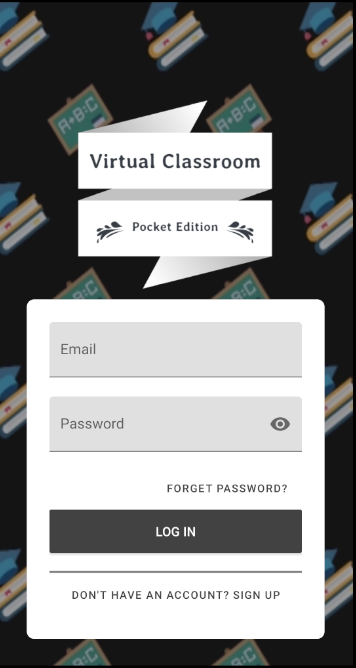 A+B=C
A+B=C
Virtual Classroom
Pocket Edition
Email
Password
FORGET PASSWORD?
LOG IN
DON'T HAVE AN ACCOUNT? SIGN UP